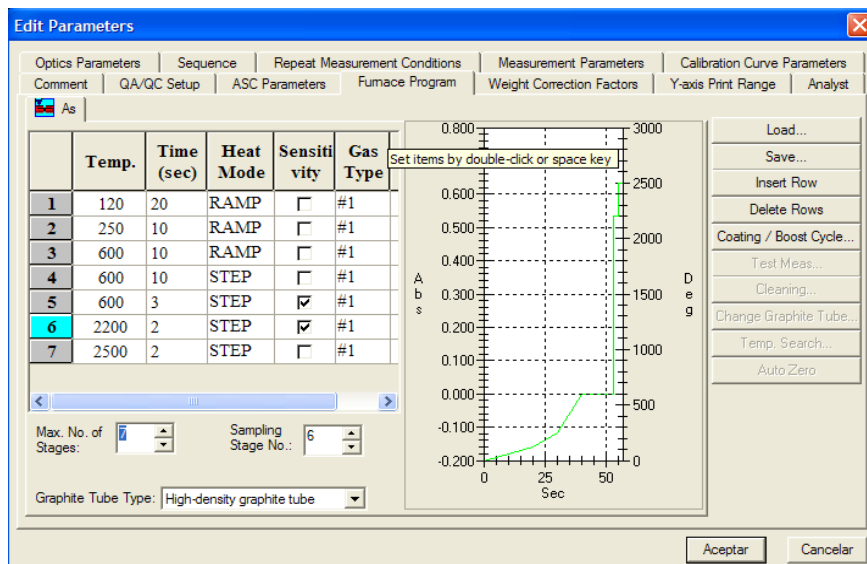 Edit Parameters
Optics Parameters Sequence Repeat Measurement Conditions Measurement Parameters Calibration Curve Parameters
Comment QA/QC Setup ASC Parameters Furnace Program Weight Correction Factors Y-axis Print Range Analyst
As
Temp. Time (sec) Heat Mode Sensiti vity Gas Type
1 120 20 RAMP #1
2 250 10 RAMP #1
3 600 10 RAMP #1
4 600 10 STEP #1
5 600 3 STEP #1
6 2200 2 STEP #1
7 2500 2 STEP #1
Max. No. of Stages: 7 Sampling Stage No.: 6
Graphite Tube Type: High-density graphite tube
Set items by double-click or space key
0.800 3000
0.600 2500
0.500 2000
0.400
0.300 1500
0.200
0.100 1000
0.000
-0.100 500
-0.200 0
Abs
Deg
0 25 50
Sec
Load...
Save...
Insert Row
Delete Rows
Coating / Boost Cycle...
Test Meas...
Cleaning...
Change Graphite Tube...
Temp. Search...
Auto Zero
Aceptar Cancelar